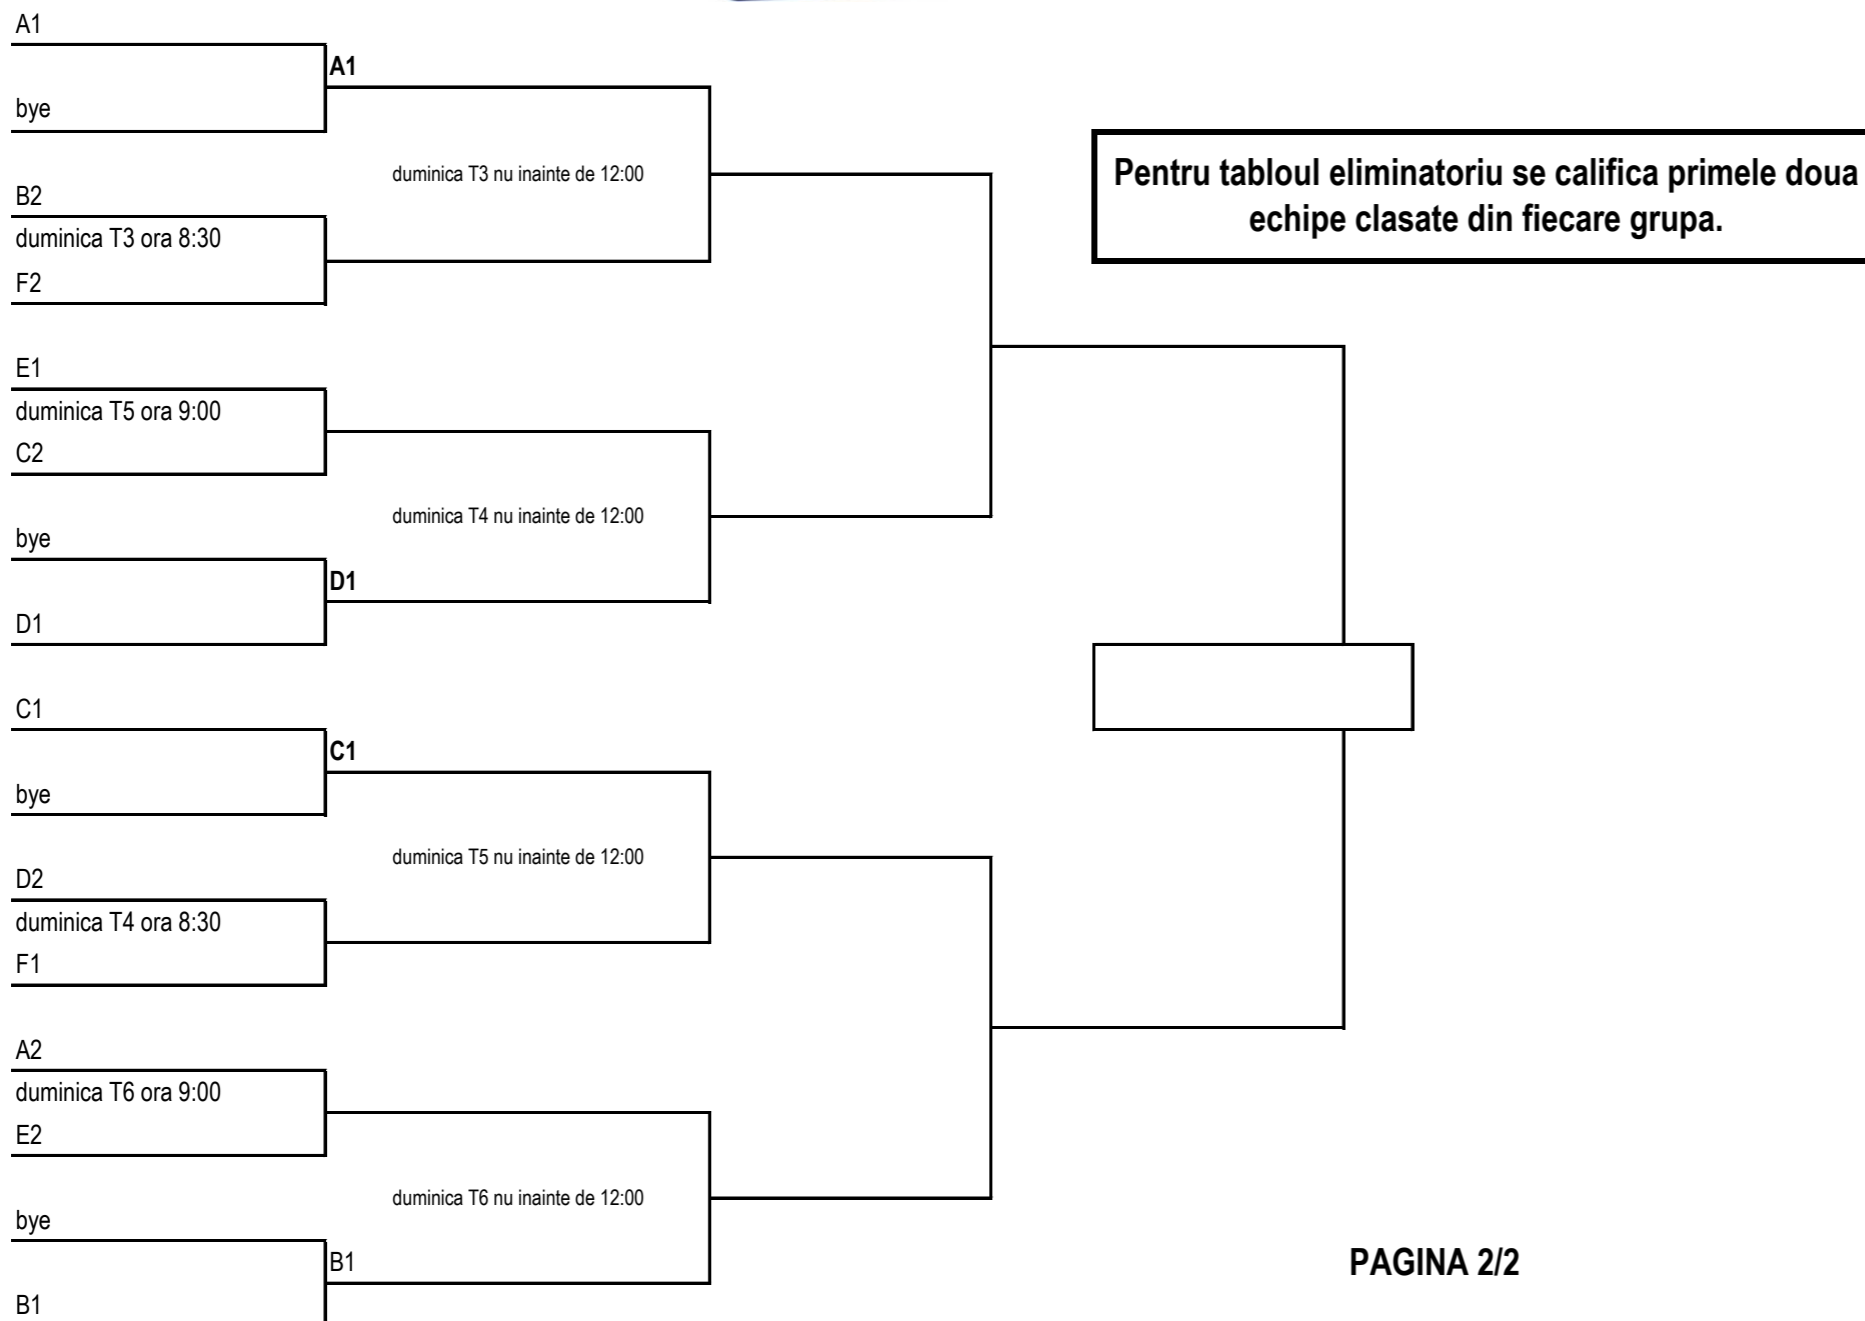 A1
A1
bye
duminica T3 nu inainte de 12:00
Pentru tabloul eliminatoriu se califica primele doua
echipe clasate din fiecare grupa.
B2
duminica T3 ora 8:30
F2
E1
duminica T5 ora 9:00
C2
duminica T4 nu inainte de 12:00
bye
D1
D1
C1
C1
bye
duminica T5 nu inainte de 12:00
D2
duminica T4 ora 8:30
F1
A2
duminica T6 ora 9:00
E2
duminica T6 nu inainte de 12:00
bye
B1
B1
PAGINA 2/2